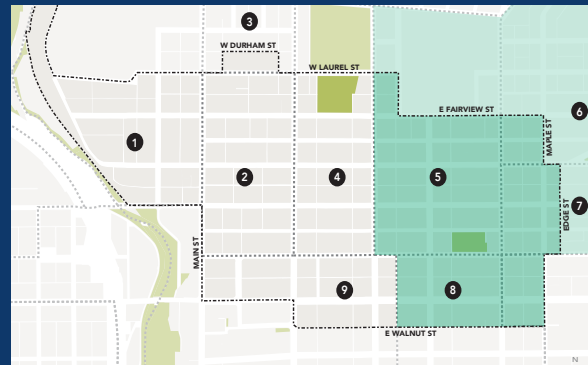 3
W DURHAM ST
W LAUREL ST
E FAIRVIEW ST
6
1
MAPLE ST
2
4
5
7
EDGE ST
MAIN ST
9
8
E WALNUT ST
N